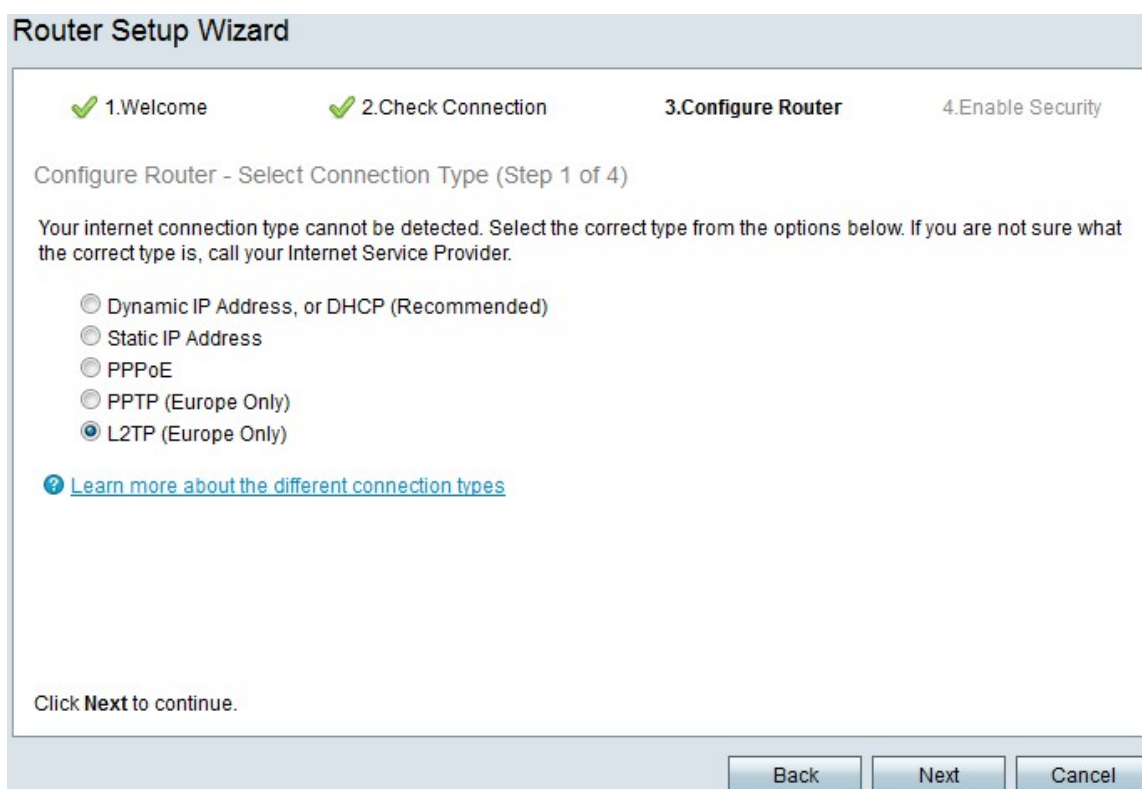 Router Setup Wizard
1.Welcome
2.Check Connection
3.Configure Router
4.Enable Security
Configure Router - Select Connection Type (Step 1 of 4)
Your internet connection type cannot be detected. Select the correct type from the options below. If you are not sure what
the correct type is, call your Internet Service Provider.
Dynamic IP Address, or DHCP (Recommended)
Static IP Address
PPPoE
PPTP (Europe Only)
L2TP (Europe Only)
Learn more about the different connection types
Click Next to continue.
Back
Next
Cancel